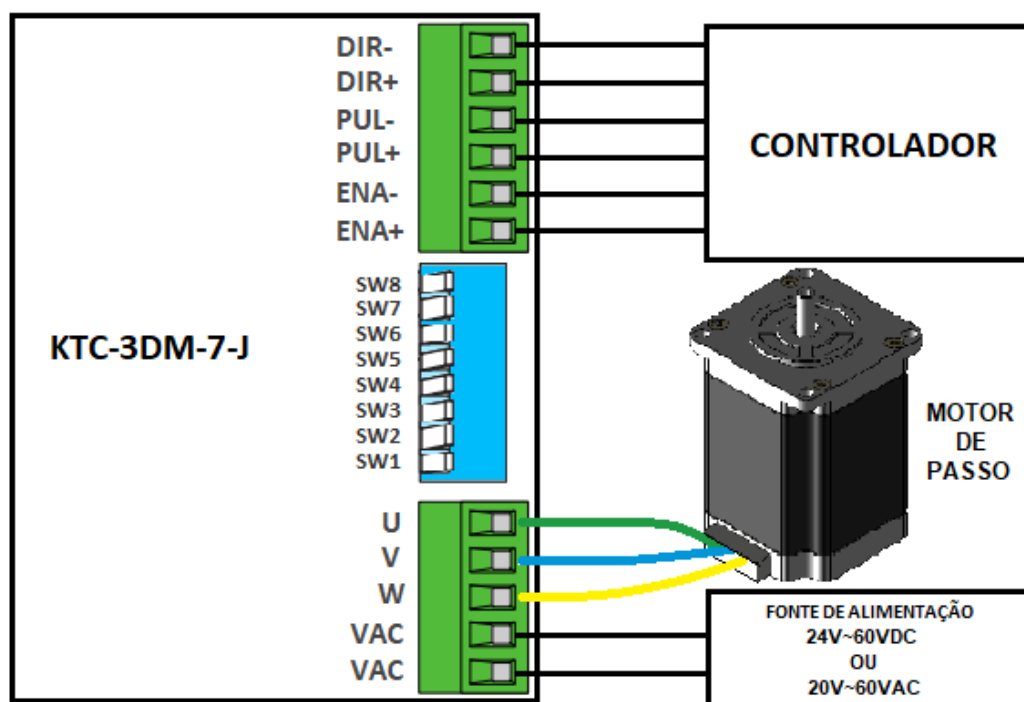 DIR-
DIR+
PUL-
PUL+
ENA-
ENA+
CONTROLADOR
SW8
SW7
SW6
SW5
SW4
SW3
SW2
SW1
KTC-3DM-7-J
MOTOR
DE
PASSO
U
V
W
VAC
VAC
FONTE DE ALIMENTAÇÃO
24V~60VDC
OU
20V~60VAC